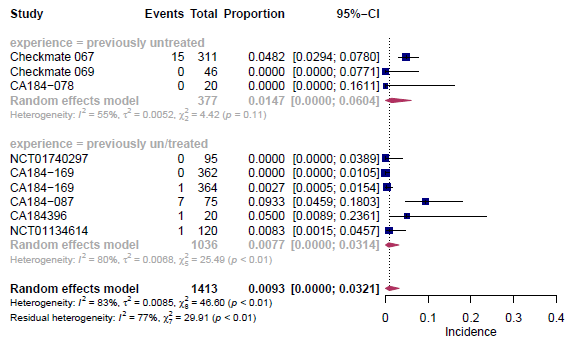 Study Events Total Proportion 95%−CI
experience = previously untreated
Checkmate 067 15 311 0.0482 [0.0294; 0.0780]
Checkmate 069 0 46 0.0000 [0.0000; 0.0771]
CA184−078 0 20 0.0000 [0.0000; 0.1611]
Random effects model 377 0.0147 [0.0000; 0.0604]
Heterogeneity: I² = 55%, τ² = 0.0052, χ²₂ = 4.42 (p = 0.11)
experience = previously un/treated
NCT01740297 0 95 0.0000 [0.0000; 0.0389]
CA184−169 0 362 0.0000 [0.0000; 0.0105]
CA184−169 1 364 0.0027 [0.0005; 0.0154]
CA184−087 7 75 0.0933 [0.0459; 0.1803]
CA184396 1 20 0.0500 [0.0089; 0.2361]
NCT01134614 1 120 0.0083 [0.0015; 0.0457]
Random effects model 1036 0.0077 [0.0000; 0.0314]
Heterogeneity: I² = 80%, τ² = 0.0068, χ²₅ = 25.49 (p < 0.01)
Random effects model 1413 0.0093 [0.0000; 0.0321]
Heterogeneity: I² = 83%, τ² = 0.0085, χ²₈ = 46.60 (p < 0.01)
Residual heterogeneity: I² = 77%, χ²₇ = 29.91 (p < 0.01)
0 0.1 0.2 0.3 0.4
Incidence